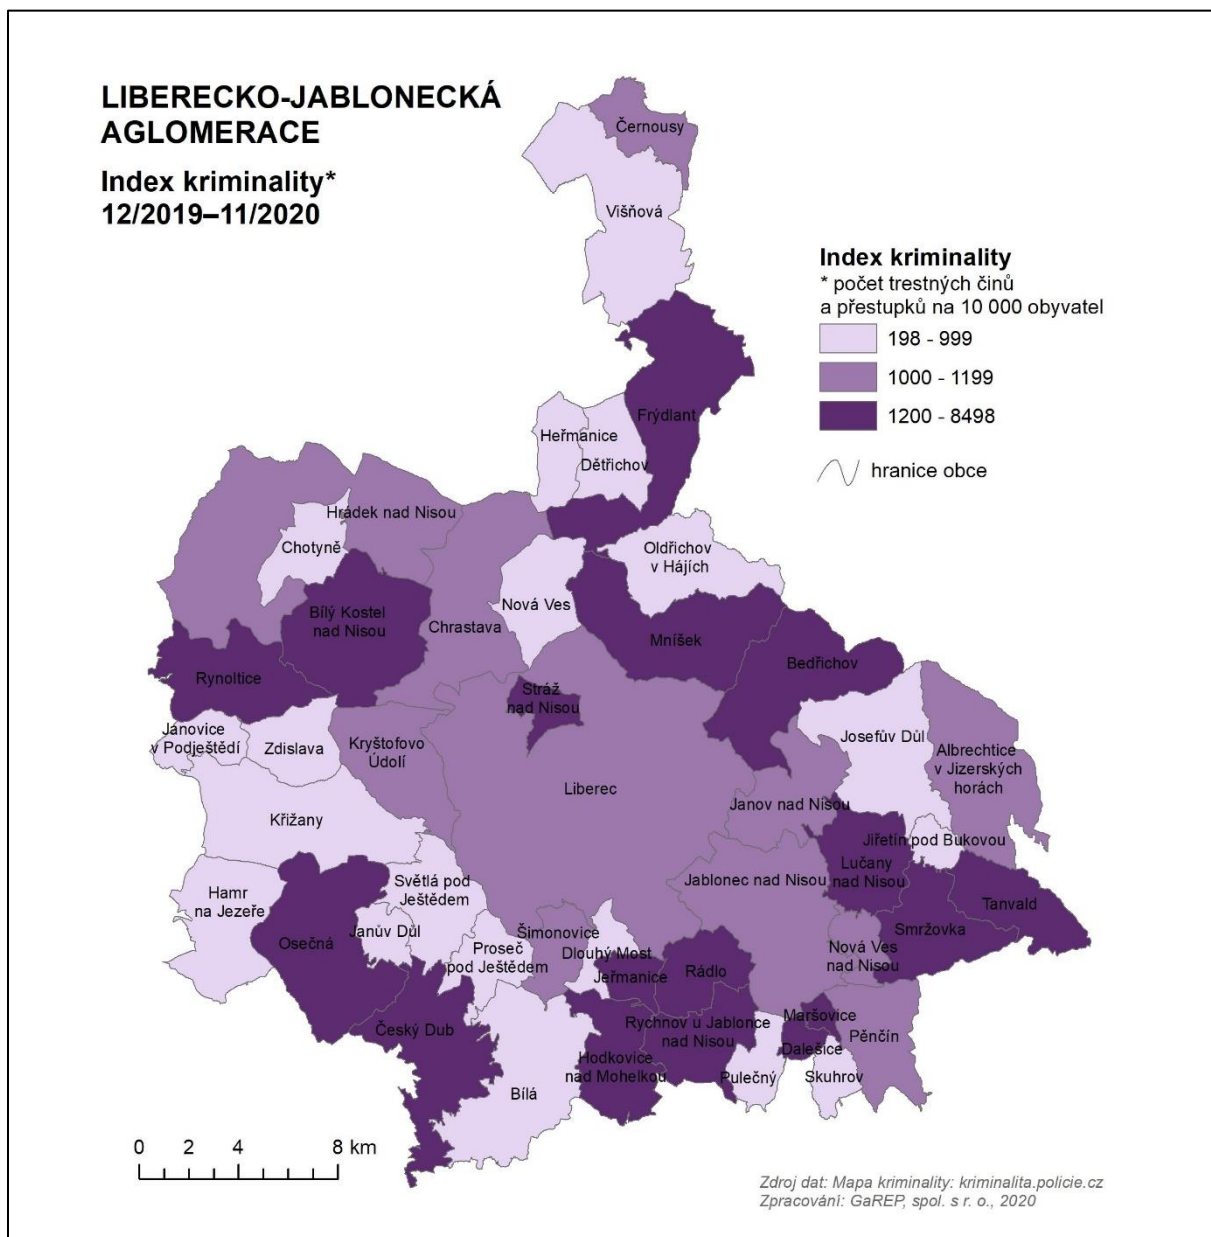 LIBERECKO-JABLONECKÁ
AGLOMERACE
Index kriminality*
12/2019–11/2020
Černousy
Višňová
Index kriminality
* počet trestných činů
a přestupků na 10 000 obyvatel
198 - 999
1000 - 1199
1200 - 8498
hranice obce
Frýdlant
Heřmanice
Dětřichov
Hrádek nad Nisou
Chotyně
Oldřichov
v Hájích
Nová Ves
Bílý Kostel
nad Nisou
Chrastava
Mníšek
Bedřichov
Rynoltice
Stráž
nad Nisou
Jánovice
v Podještědí
Zdislava
Kryštofovo
Údolí
Josefův Důl
Albrechtice
v Jizerských
horách
Liberec
Janov nad Nisou
Křižany
Jiřetín pod Bukovou
Lučany
nad Nisou
Jablonec nad Nisou
Hamr
na Jezeře
Světlá pod
Ještědem
Tanvald
Smržovka
Osečná
Janův Důl
Proseč
pod Ještědem
Šimonovice
Dlouhý Most
Jeřmanice
Rádlo
Nová Ves
nad Nisou
Český Dub
Rychnov u Jablonce
nad Nisou
Maršovice
Pěnčín
Dalešice
Hodkovice
nad Mohelkou
Pulečný
Skuhrov
Bílá
0 2 4 8 km
Zdroj dat: Mapa kriminality: kriminalita.policie.cz
Zpracování: GaREP, spol. s r. o., 2020